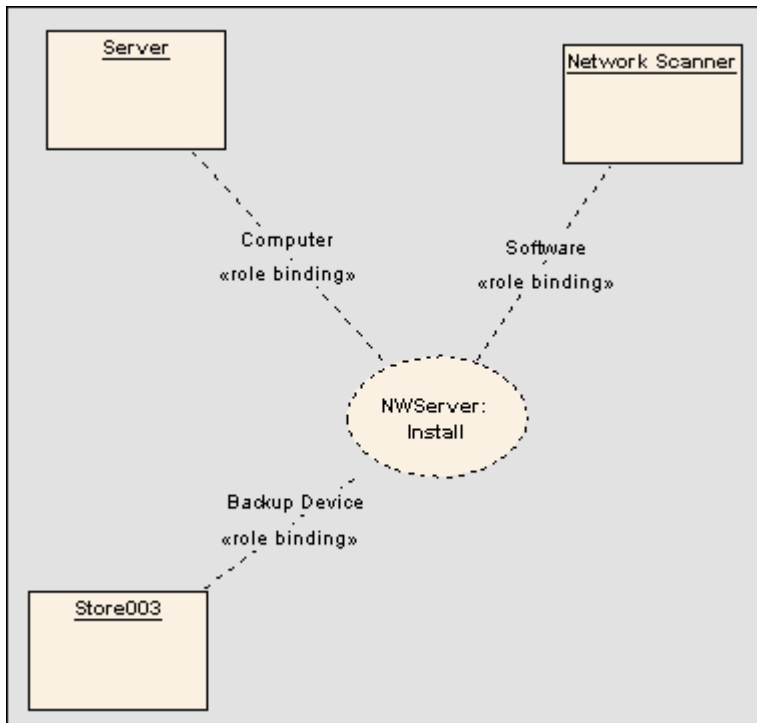 Server
Network Scanner
Computer
«role binding»
Software
«role binding»
NWServer:
Install
Backup Device
«role binding»
Store003